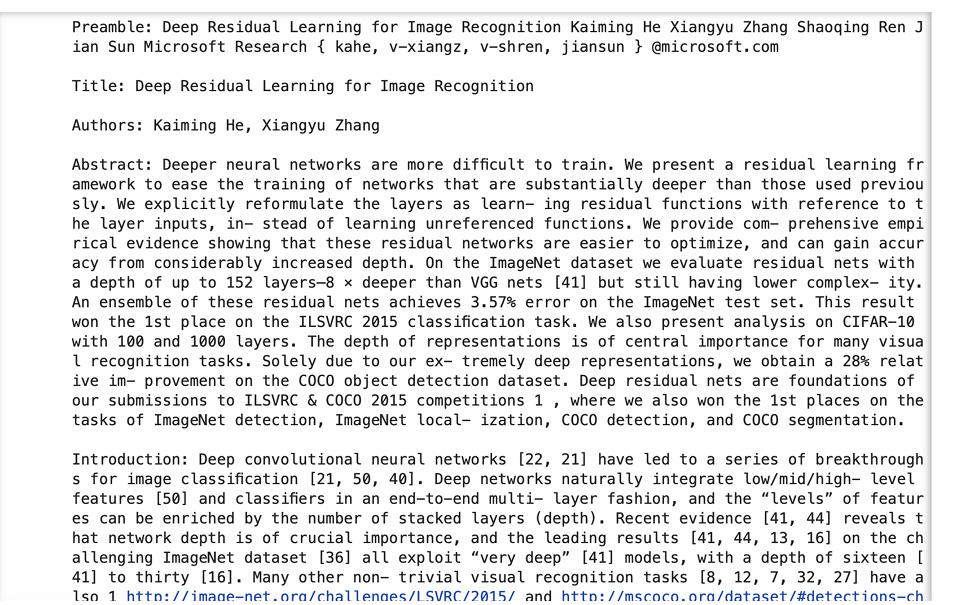 Preamble: Deep Residual Learning for Image Recognition Kaiming He Xiangyu Zhang Shaoqing Ren J
ian Sun Microsoft Research { kahe, v-xiangz, v-shren, jiansun } @microsoft.com
Title: Deep Residual Learning for Image Recognition
Authors: Kaiming He, Xiangyu Zhang
Abstract: Deeper neural networks are more difficult to train. We present a residual learning fr
amework to ease the training of networks that are substantially deeper than those used previou
sly. We explicitly reformulate the layers as learn– ing residual functions with reference to t
he layer inputs, in– stead of learning unreferenced functions. We provide com– prehensive empi
rical evidence showing that these residual networks are easier to optimize, and can gain accur
acy from considerably increased depth. On the ImageNet dataset we evaluate residual nets with
a depth of up to 152 layers—8 × deeper than VGG nets [41] but still having lower complex– ity.
An ensemble of these residual nets achieves 3.57% error on the ImageNet test set. This result
won the 1st place on the ILSVRC 2015 classification task. We also present analysis on CIFAR–10
with 100 and 1000 layers. The depth of representations is of central importance for many visua
l recognition tasks. Solely due to our ex– tremely deep representations, we obtain a 28% relat
ive im– provement on the COCO object detection dataset. Deep residual nets are foundations of
our submissions to ILSVRC & COCO 2015 competitions 1 , where we also won the 1st places on the
tasks of ImageNet detection, ImageNet local– ization, COCO detection, and COCO segmentation.
Introduction: Deep convolutional neural networks [22, 21] have led to a series of breakthrough
s for image classification [21, 50, 40]. Deep networks naturally integrate low/mid/high– level
features [50] and classifiers in an end–to–end multi– layer fashion, and the “levels” of featur
es can be enriched by the number of stacked layers (depth). Recent evidence [41, 44] reveals t
hat network depth is of crucial importance, and the leading results [41, 44, 13, 16] on the ch
allenging ImageNet dataset [36] all exploit “very deep” [41] models, with a depth of sixteen [
41] to thirty [16]. Many other non– trivial visual recognition tasks [8, 12, 7, 32, 27] have a
lso 1 http://image-net.org/challenges/LSVRC/2015/ and http://mscoco.org/dataset/#detections-ch